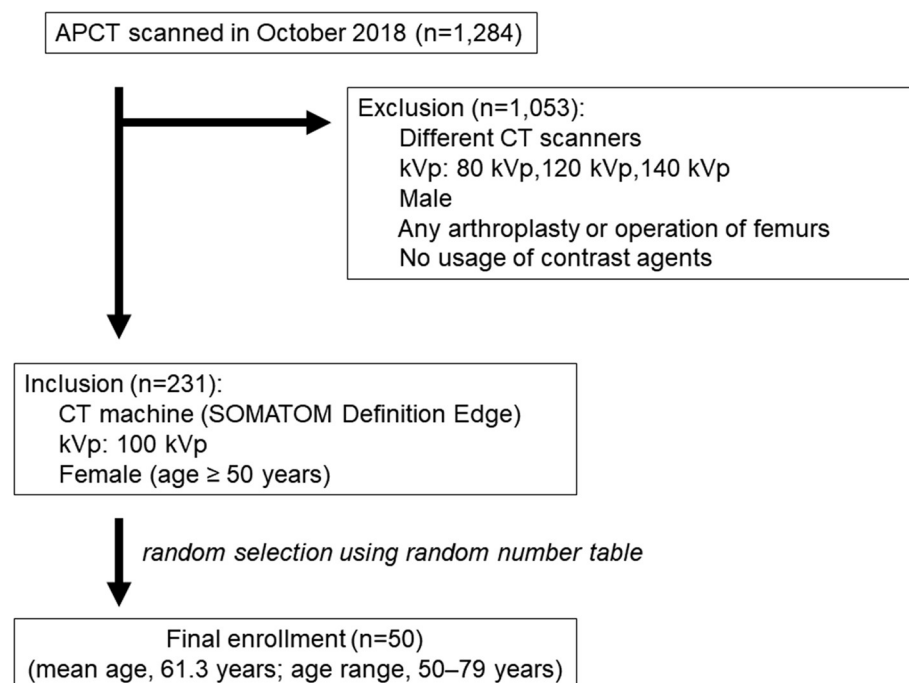 APCT scanned in October 2018 (n=1,284)
Exclusion (n=1,053):
Different CT scanners
kVp: 80 kVp,120 kVp,140 kVp
Male
Any arthroplasty or operation of femurs
No usage of contrast agents
Inclusion (n=231):
CT machine (SOMATOM Definition Edge)
kVp: 100 kVp
Female (age ≥ 50 years)
random selection using random number table
Final enrollment (n=50)
(mean age, 61.3 years; age range, 50–79 years)